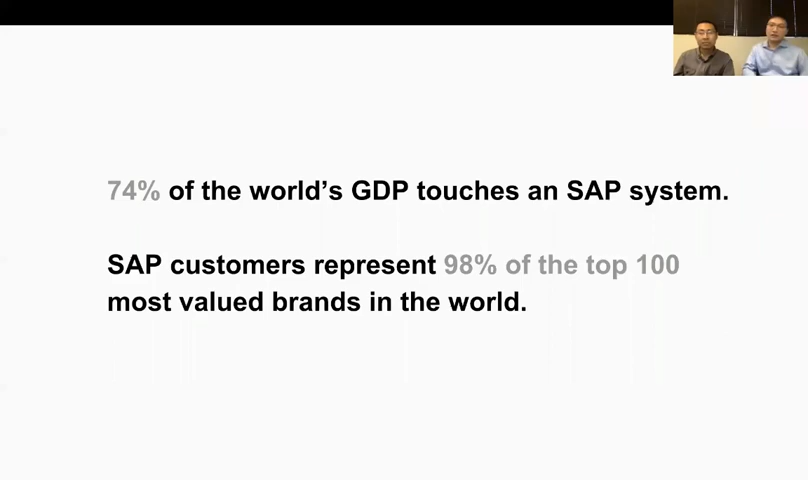 74% of the world’s GDP touches an SAP system.
SAP customers represent 98% of the top 100
most valued brands in the world.